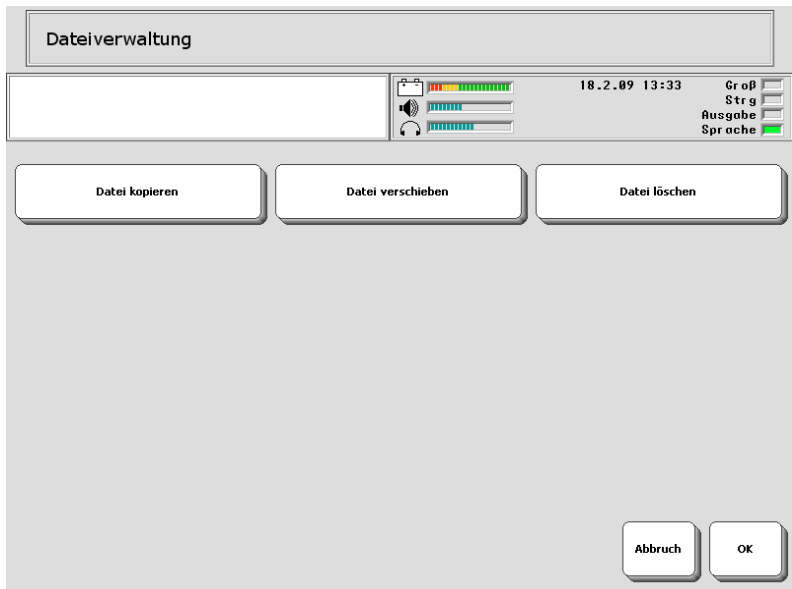 Dateiverwaltung
18.2.09 13:33
Groß
Strg
Ausgabe
Sprache
Datei kopieren
Datei verschieben
Datei löschen
Abbruch
OK